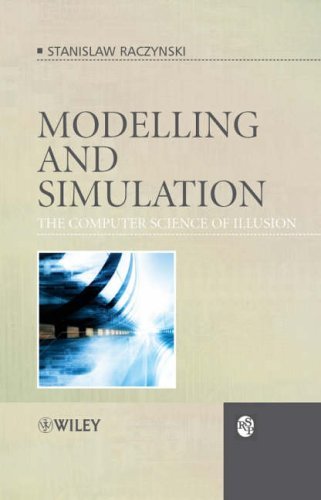 STANISLAW RACZYNSKI
MODELLING AND
SIMULATION
THE COMPUTER SCIENCE OF ILLUSION
WILEY
RSP